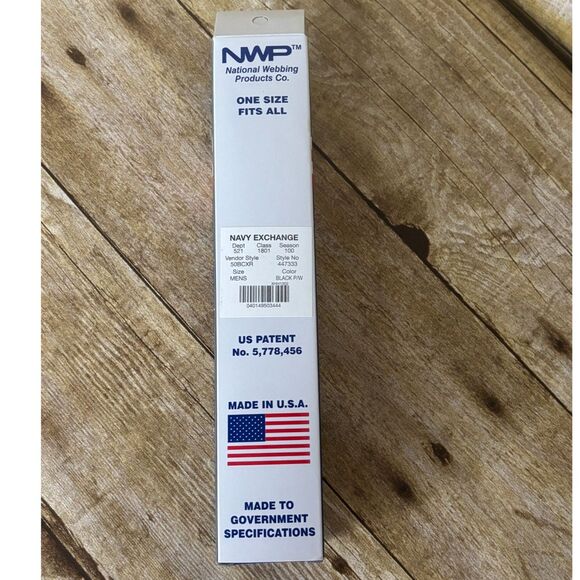 NWP™
National Webbing
Products Co.
ONE SIZE
FITS ALL
NAVY EXCHANGE
Dept Class Season
521 1801 100
Vendor Style Style No
50BCXR 447333
Size Color
MENS BLACK P/W
040149503444
US PATENT
No. 5,778,456
MADE IN U.S.A.
MADE TO
GOVERNMENT
SPECIFICATIONS